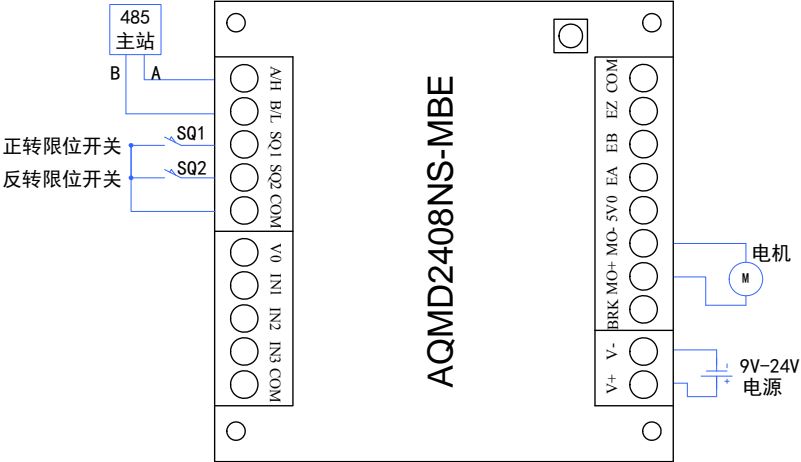 485
主站
B
A
正转限位开关
SQ1
反转限位开关
SQ2
A/H
B/L
SQ1
SQ2
COM
V0
IN1
IN2
IN3
COM
AQMD2408NS-MBE
COM
EZ
EB
EA
5V0
MO-
MO+
BRK
V-
V+
电机
M
-
+
9V-24V
电源